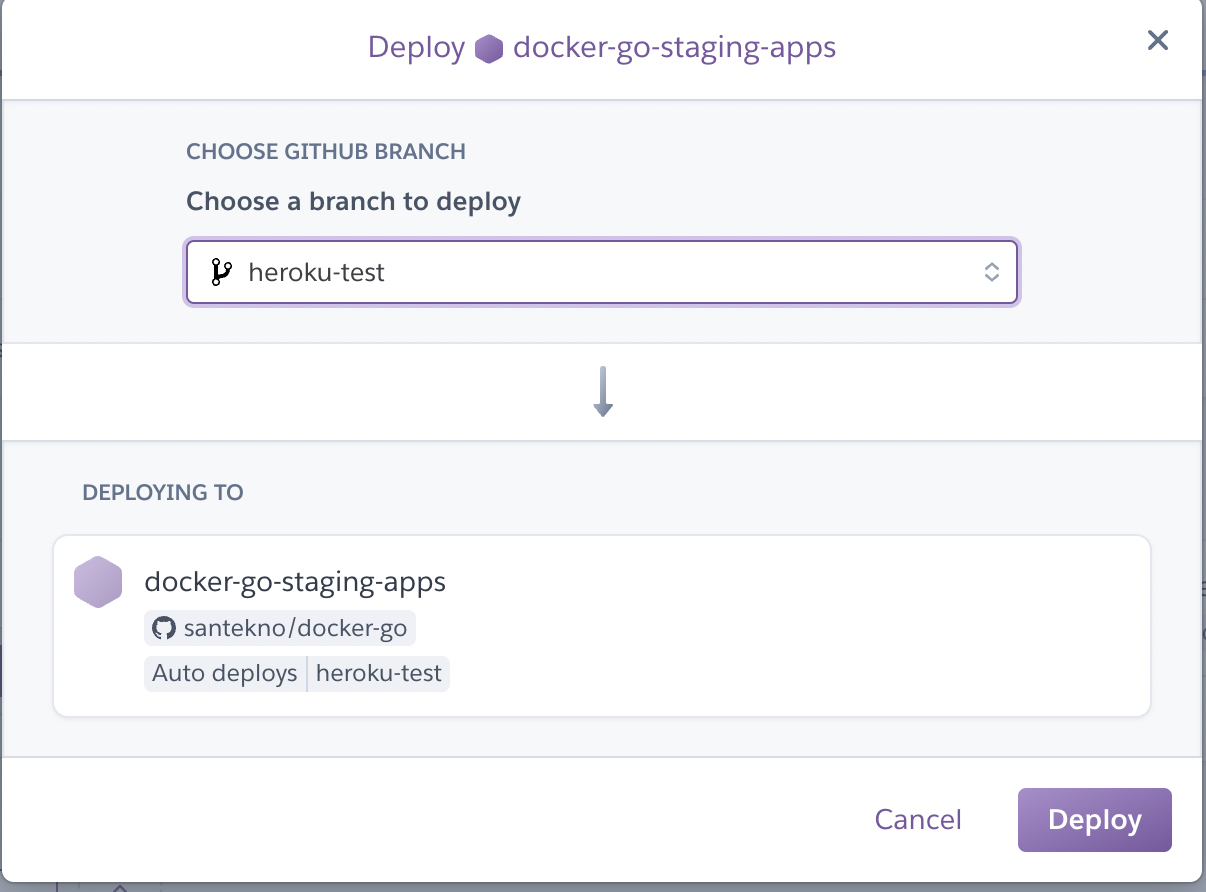 Deploy docker-go-staging-apps
CHOOSE GITHUB BRANCH
Choose a branch to deploy
heroku-test
DEPLOYING TO
docker-go-staging-apps
santekno/docker-go
Auto deploys heroku-test
Cancel Deploy